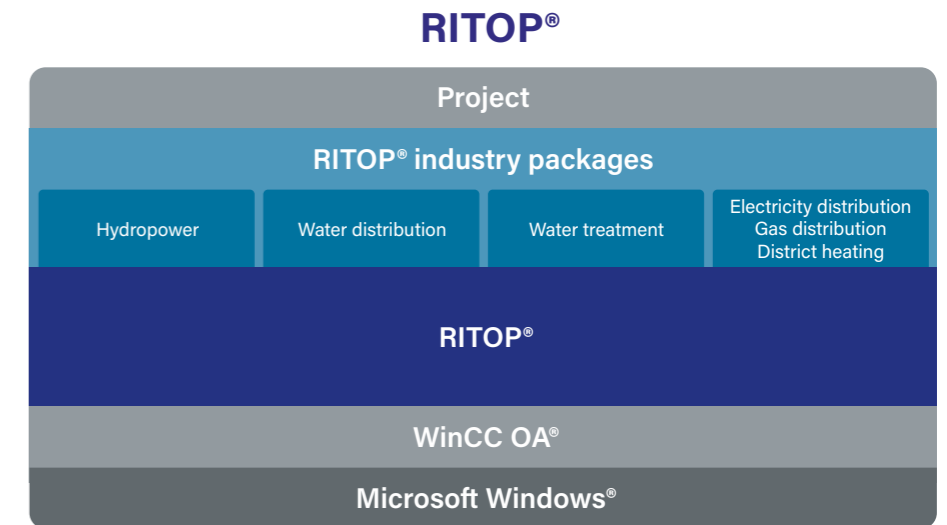 RITOP®
Project
RITOP® industry packages
Hydropower
Water distribution
Water treatment
Electricity distribution
Gas distribution
District heating
RITOP®
WinCC OA®
Microsoft Windows®